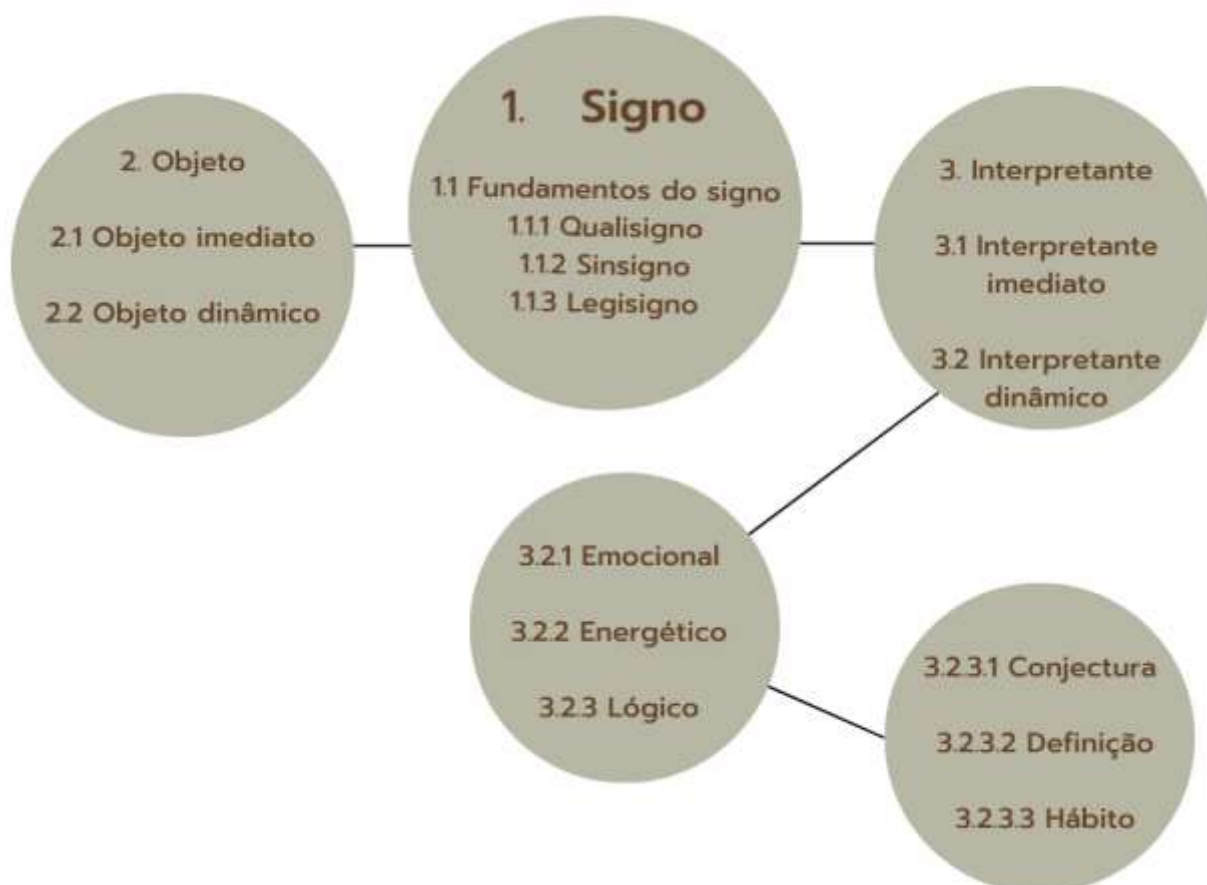 1. Signo
1.1 Fundamentos do signo
1.1.1 Qualisigno
1.1.2 Sinsigno
1.1.3 Legisigno
2. Objeto
2.1 Objeto imediato
2.2 Objeto dinâmico
3. Interpretante
3.1 Interpretante
imediato
3.2 Interpretante
dinâmico
3.2.1 Emocional
3.2.2 Energético
3.2.3 Lógico
3.2.3.1 Conjectura
3.2.3.2 Definição
3.2.3.3 Hábito